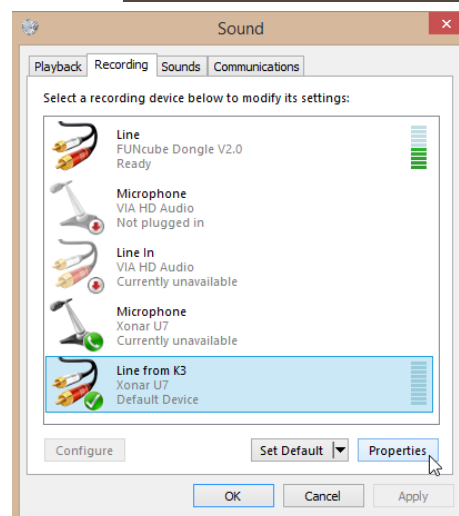 Sound
Playback Recording Sounds Communications
Select a recording device below to modify its settings:
Line
FUNcube Dongle V2.0
Ready
Microphone
VIA HD Audio
Not plugged in
Line In
VIA HD Audio
Currently unavailable
Microphone
Xonar U7
Currently unavailable
Line from K3
Xonar U7
Default Device
Configure Set Default Properties
OK Cancel Apply